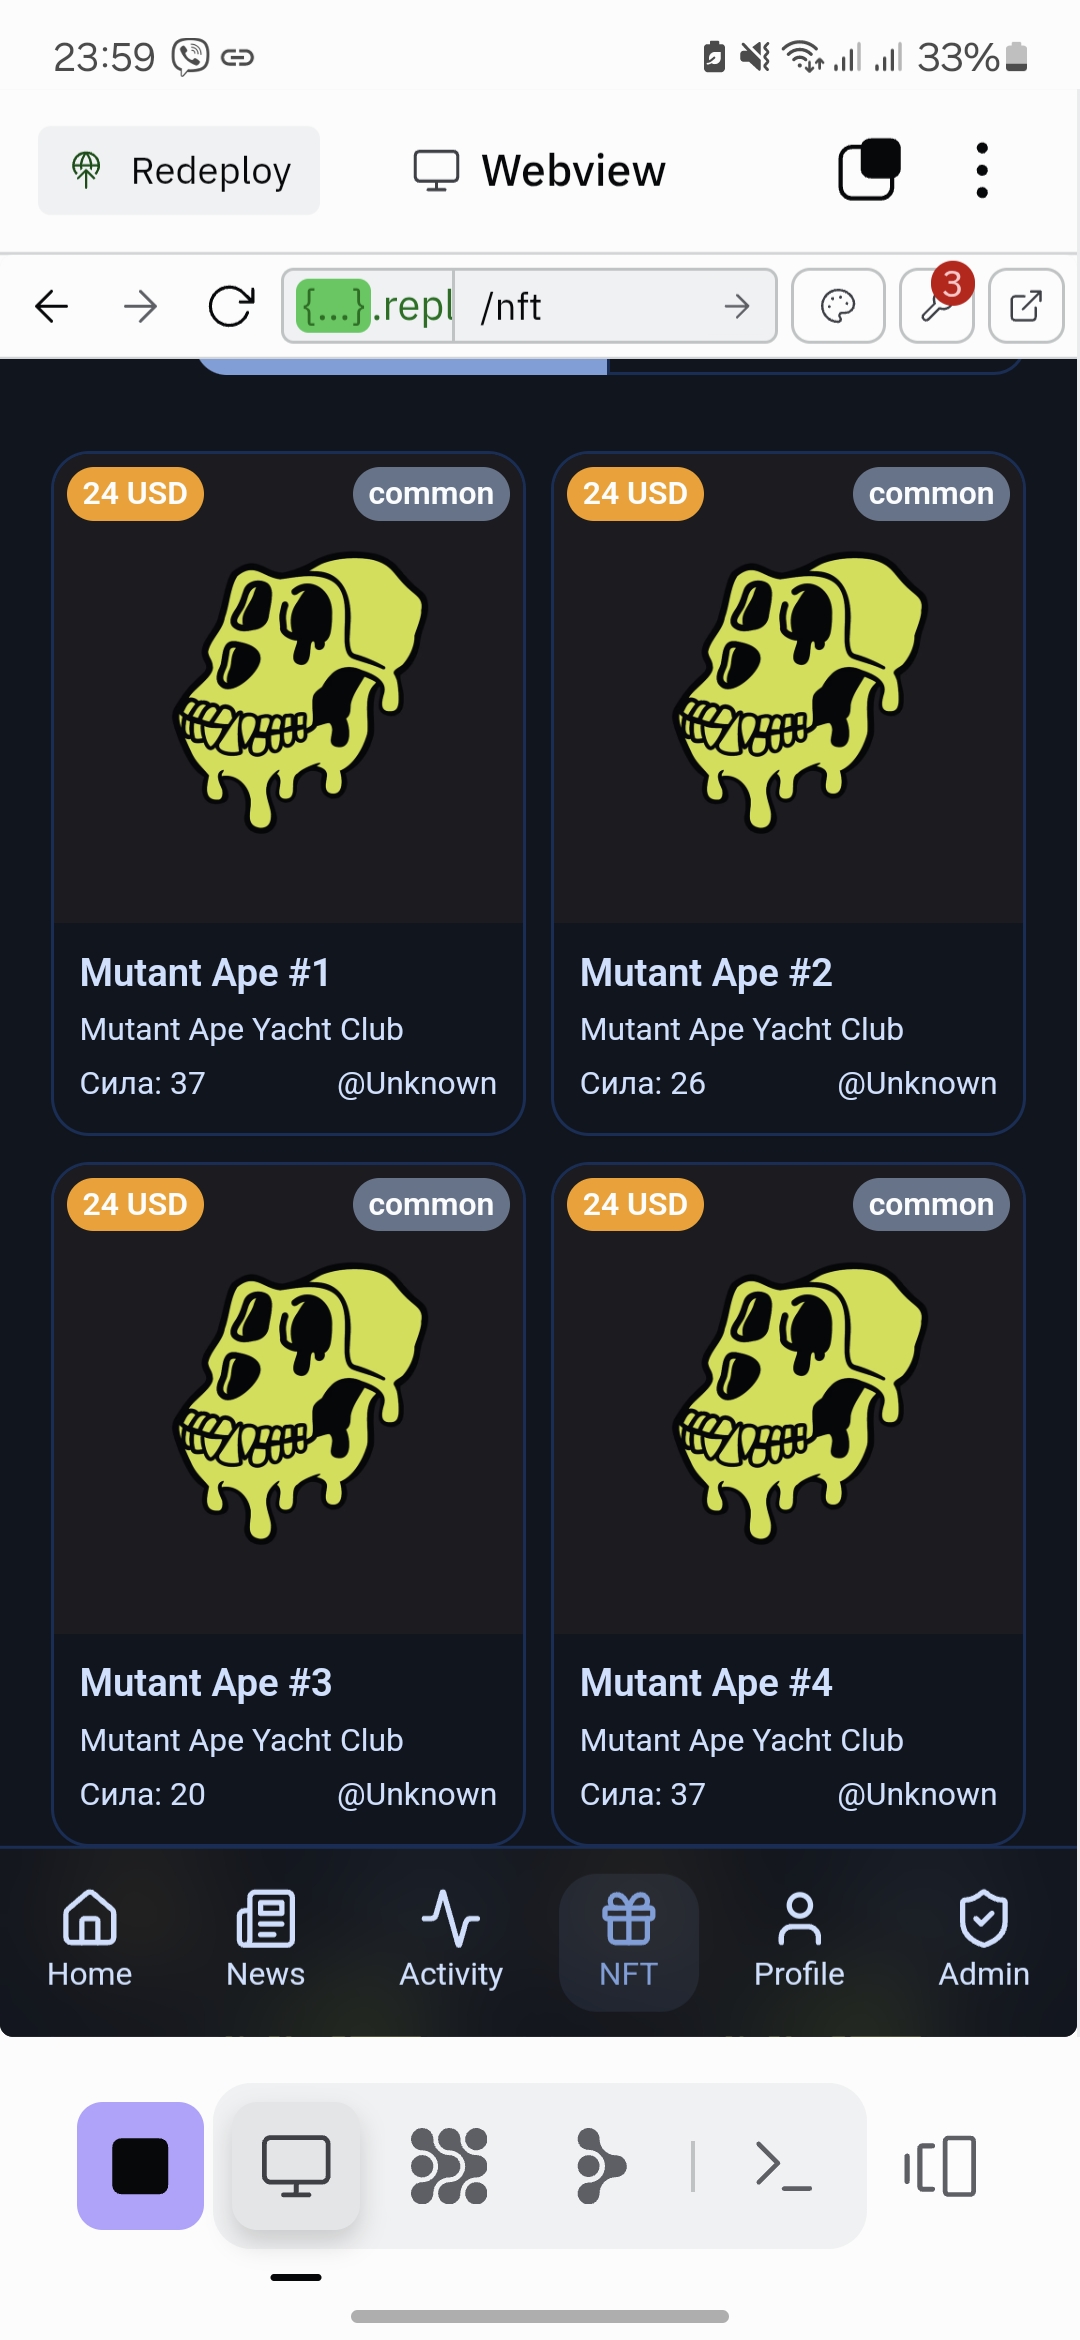 23:59 33%
Redeploy Webview
{...}.repl /nft 3
24 USD common 24 USD common
Mutant Ape #1 Mutant Ape #2
Mutant Ape Yacht Club Mutant Ape Yacht Club
Сила: 37 @Unknown Сила: 26 @Unknown
24 USD common 24 USD common
Mutant Ape #3 Mutant Ape #4
Mutant Ape Yacht Club Mutant Ape Yacht Club
Сила: 20 @Unknown Сила: 37 @Unknown
Home News Activity NFT Profile Admin